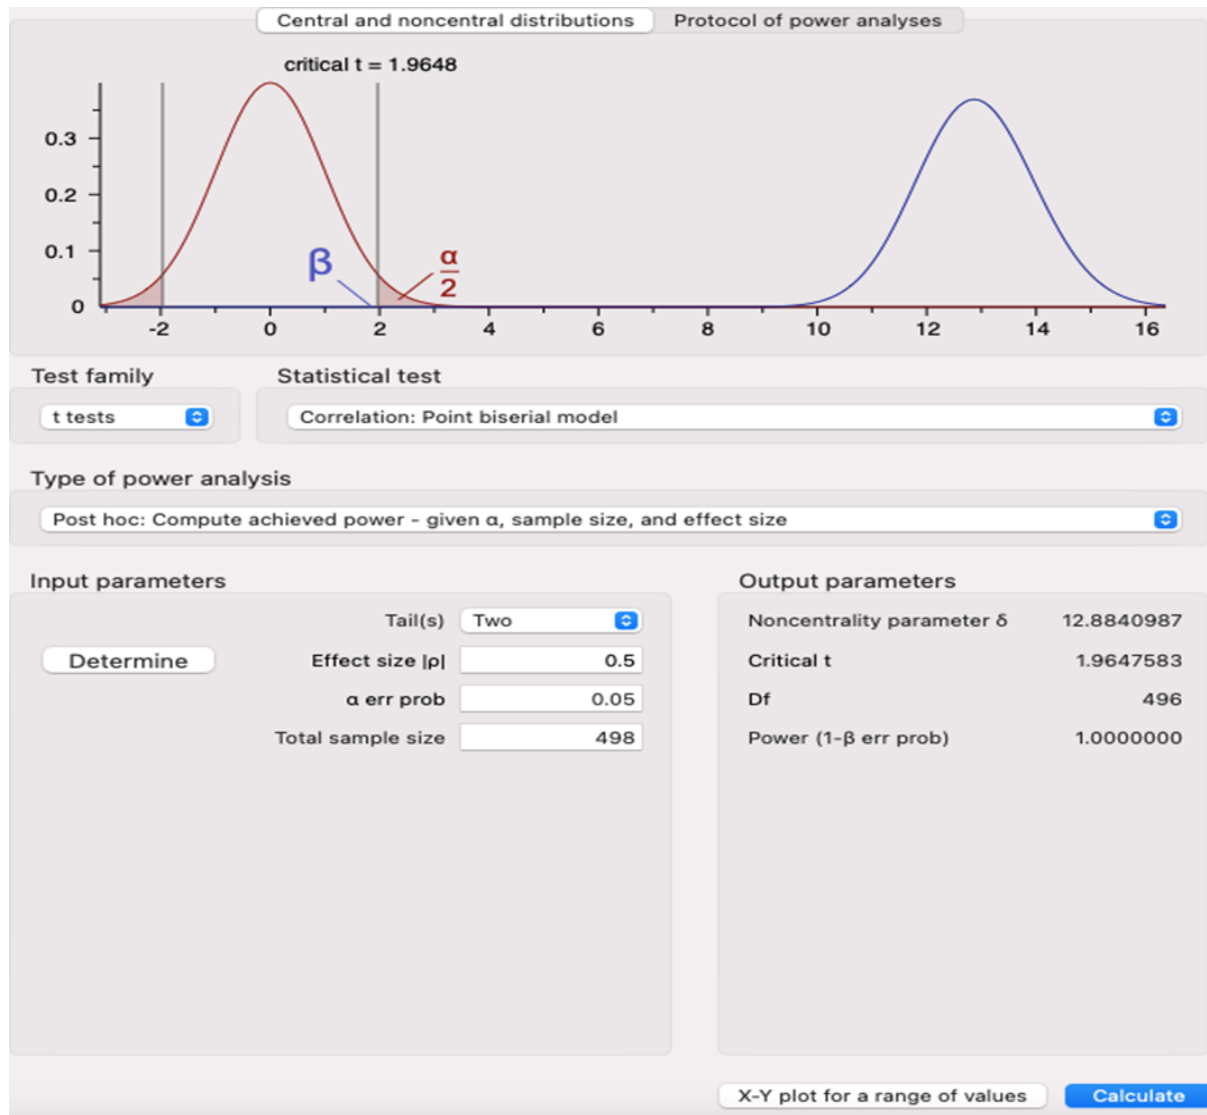 Central and noncentral distributions Protocol of power analyses
critical t = 1.9648
0.3
0.2
0.1
0
β
α
2
-2 0 2 4 6 8 10 12 14 16
Test family Statistical test
t tests Correlation: Point biserial model
Type of power analysis
Post hoc: Compute achieved power - given α, sample size, and effect size
Input parameters Output parameters
Tail(s) Two Noncentrality parameter δ 12.8840987
Determine Effect size |ρ| 0.5 Critical t 1.9647583
α err prob 0.05 Df 496
Total sample size 498 Power (1-β err prob) 1.0000000
X-Y plot for a range of values Calculate